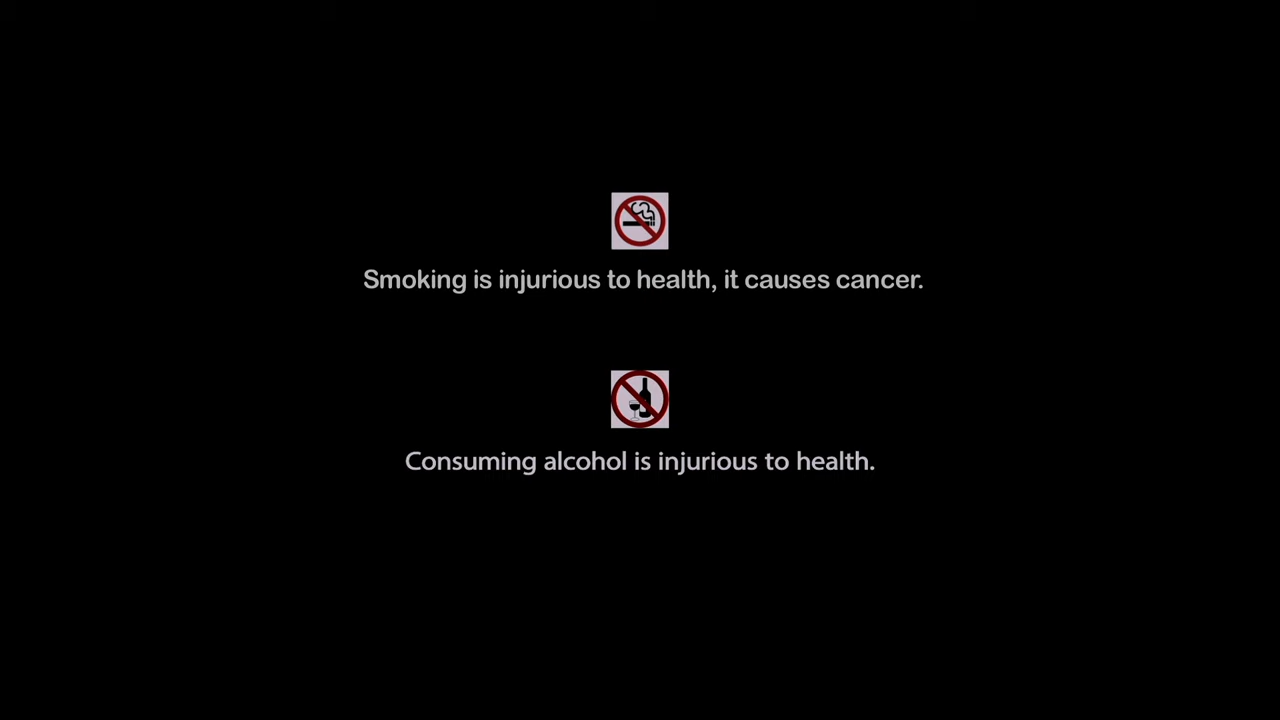 Smoking is injurious to health, it causes cancer.
Consuming alcohol is injurious to health.